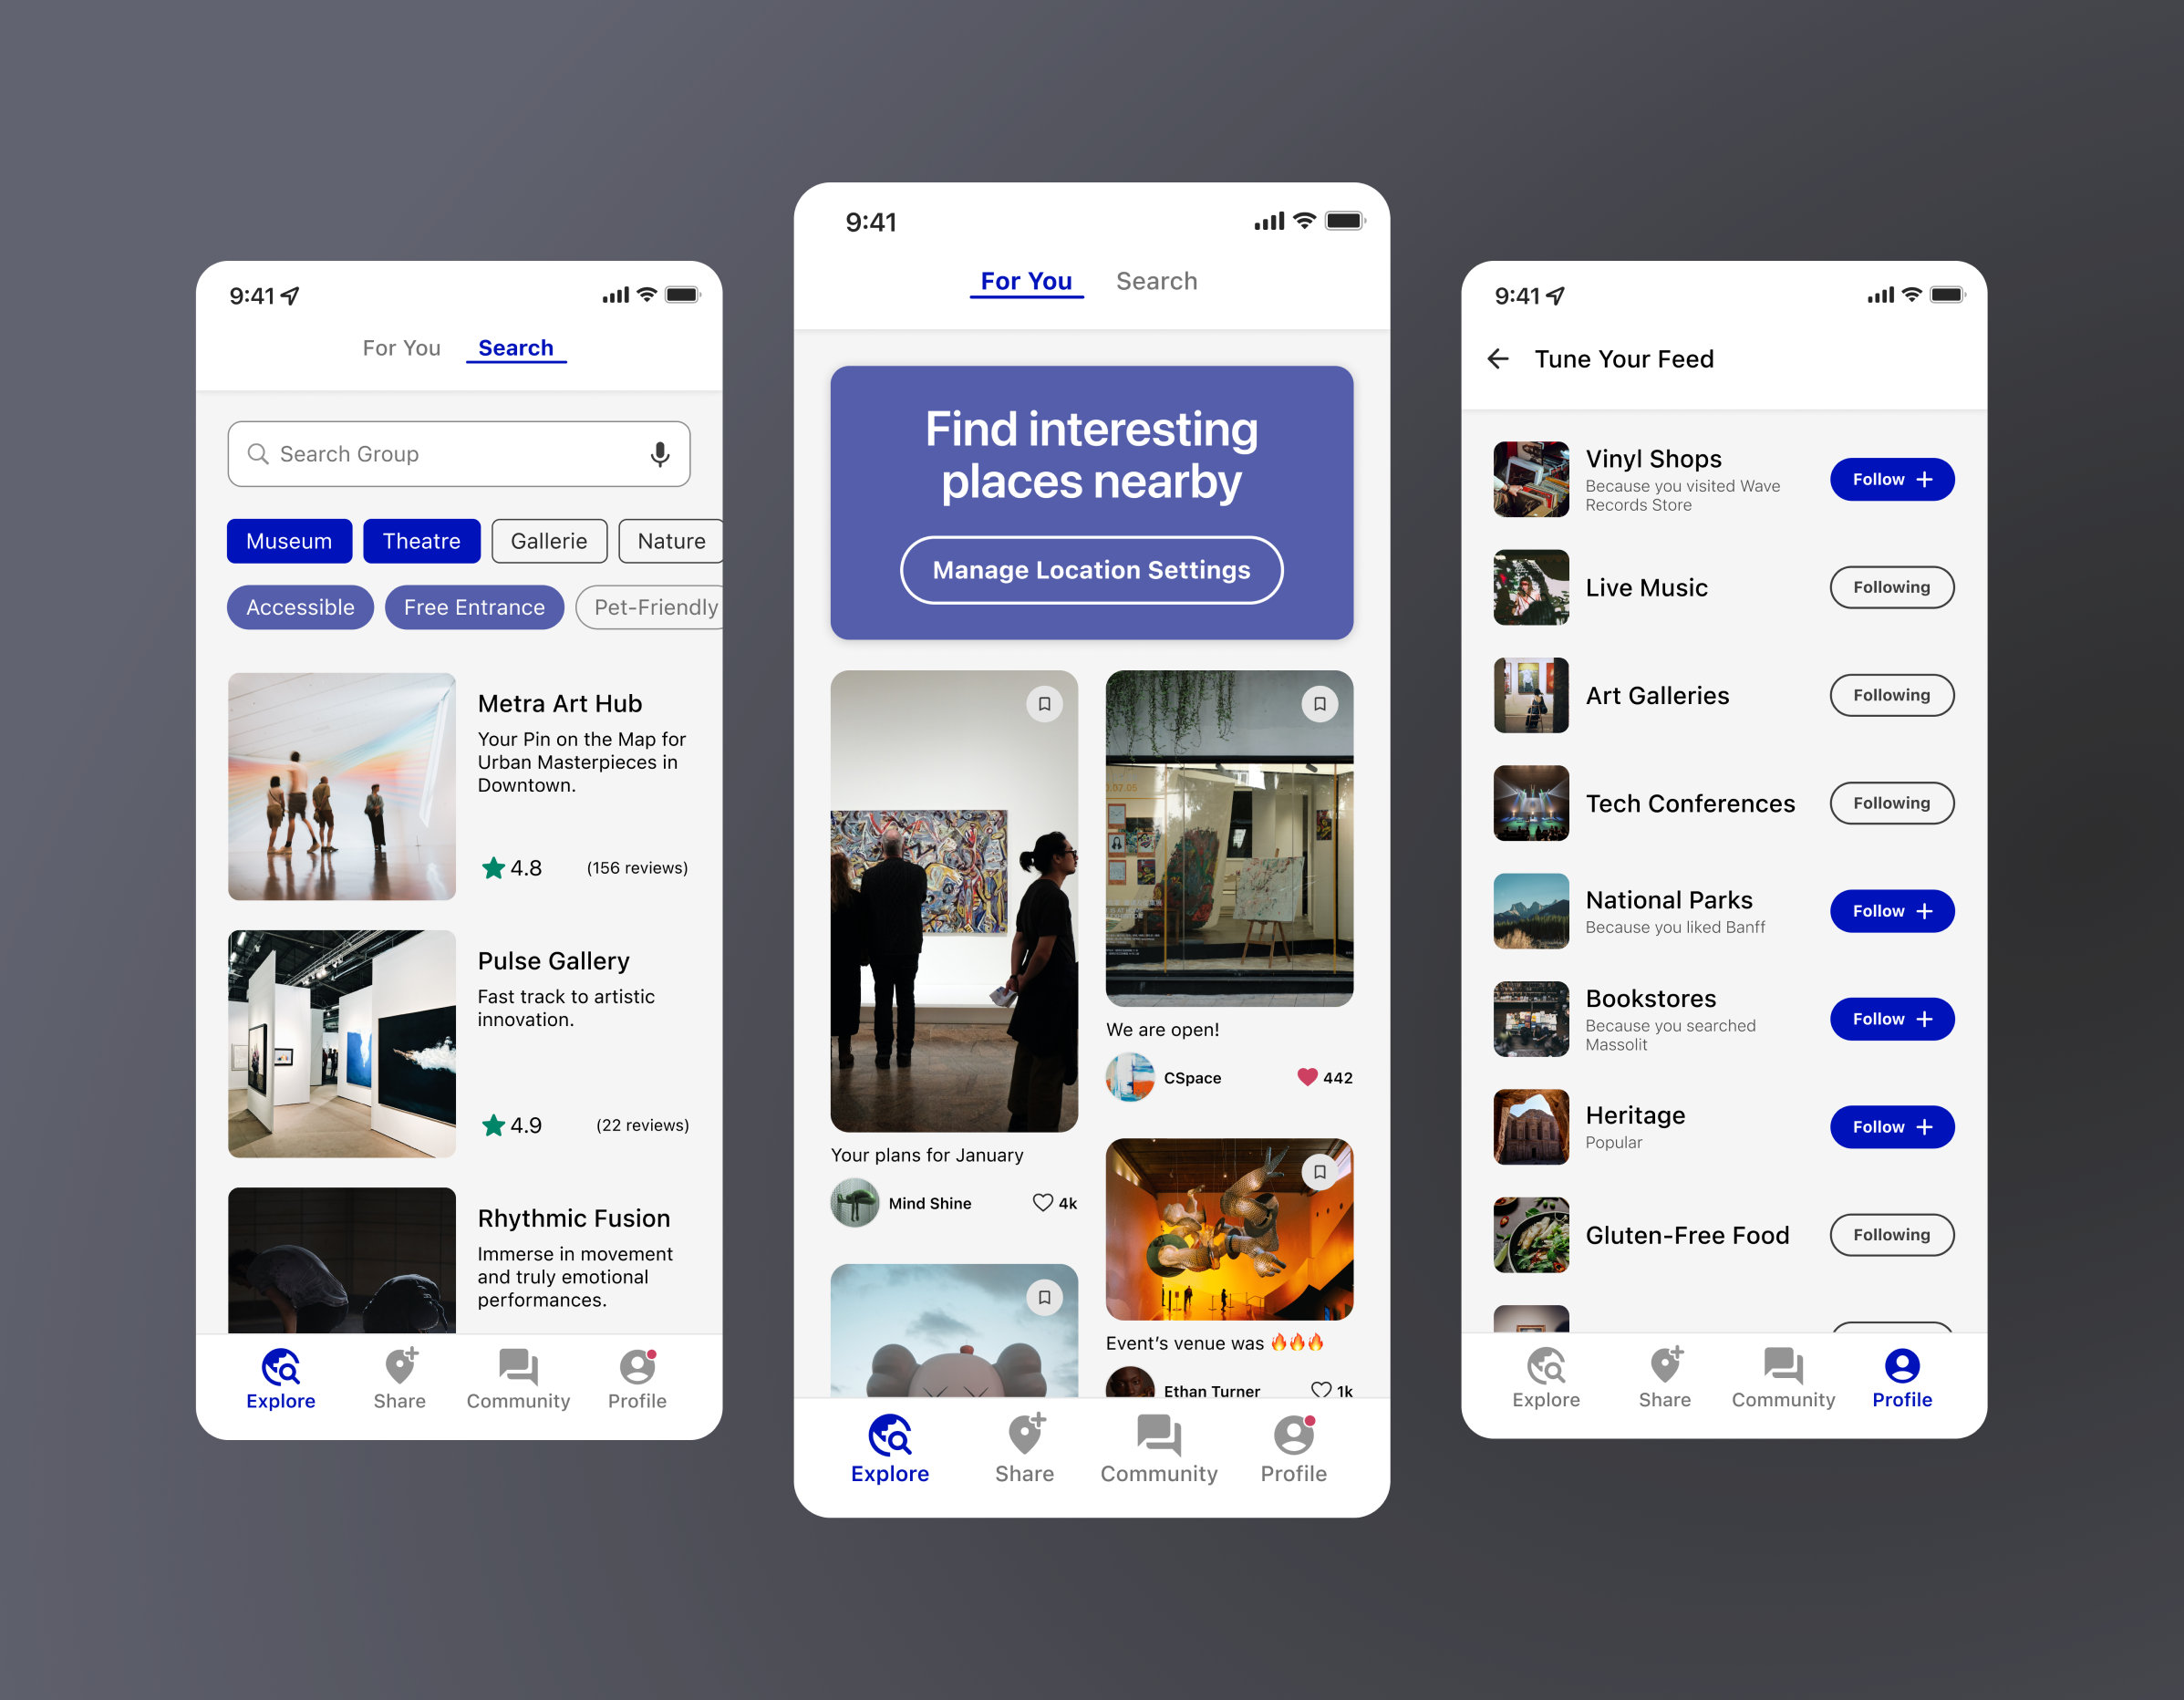 9:41
For You
Search
Search Group
Museum
Theatre
Gallerie
Nature
Accessible
Free Entrance
Pet-Friendly
Metra Art Hub
Your Pin on the Map for
Urban Masterpieces in
Downtown.
4.8
(156 reviews)
Pulse Gallery
Fast track to artistic
innovation.
4.9
(22 reviews)
Rhythmic Fusion
Immerse in movement
and truly emotional
performances.
Explore
Share
Community
Profile
9:41
For You
Search
Find interesting
places nearby
Manage Location Settings
Your plans for January
Mind Shine
4k
We are open!
CSpace
442
Event’s venue was 🔥🔥🔥
Ethan Turner
1k
Explore
Share
Community
Profile
9:41
Tune Your Feed
Vinyl Shops
Because you visited Wave
Records Store
Follow
Live Music
Following
Art Galleries
Following
Tech Conferences
Following
National Parks
Because you liked Banff
Follow
Bookstores
Because you searched
Massolit
Follow
Heritage
Popular
Follow
Gluten-Free Food
Following
Explore
Share
Community
Profile